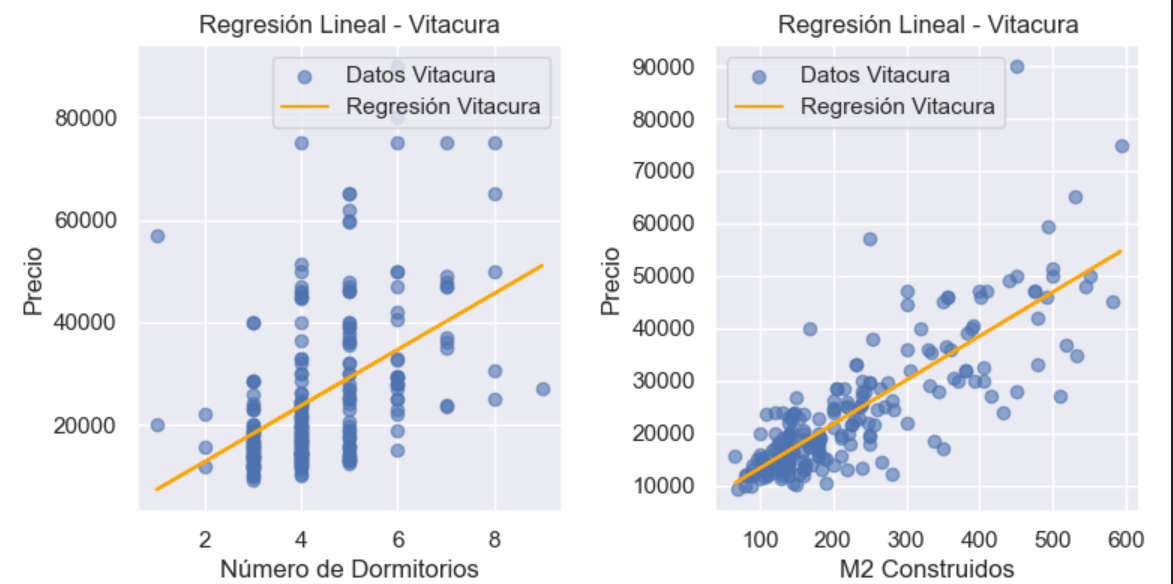 Regresión Lineal - Vitacura
Datos Vitacura
Regresión Vitacura
80000
60000
40000
20000
Precio
2 4 6 8
Número de Dormitorios
Regresión Lineal - Vitacura
Datos Vitacura
Regresión Vitacura
90000
80000
70000
60000
50000
40000
30000
20000
10000
Precio
100 200 300 400 500 600
M2 Construidos